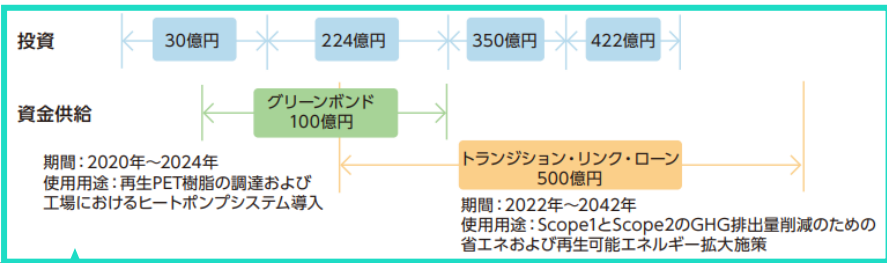 投資
30億円
224億円
350億円
422億円
資金供給
グリーンボンド
100億円
期間：2020年～2024年
使用用途：再生PET樹脂の調達および
工場におけるヒートポンプシステム導入
トランジション・リンク・ローン
500億円
期間：2022年～2042年
使用用途：Scope1とScope2のGHG排出量削減のための
省エネおよび再生可能エネルギー拡大施策